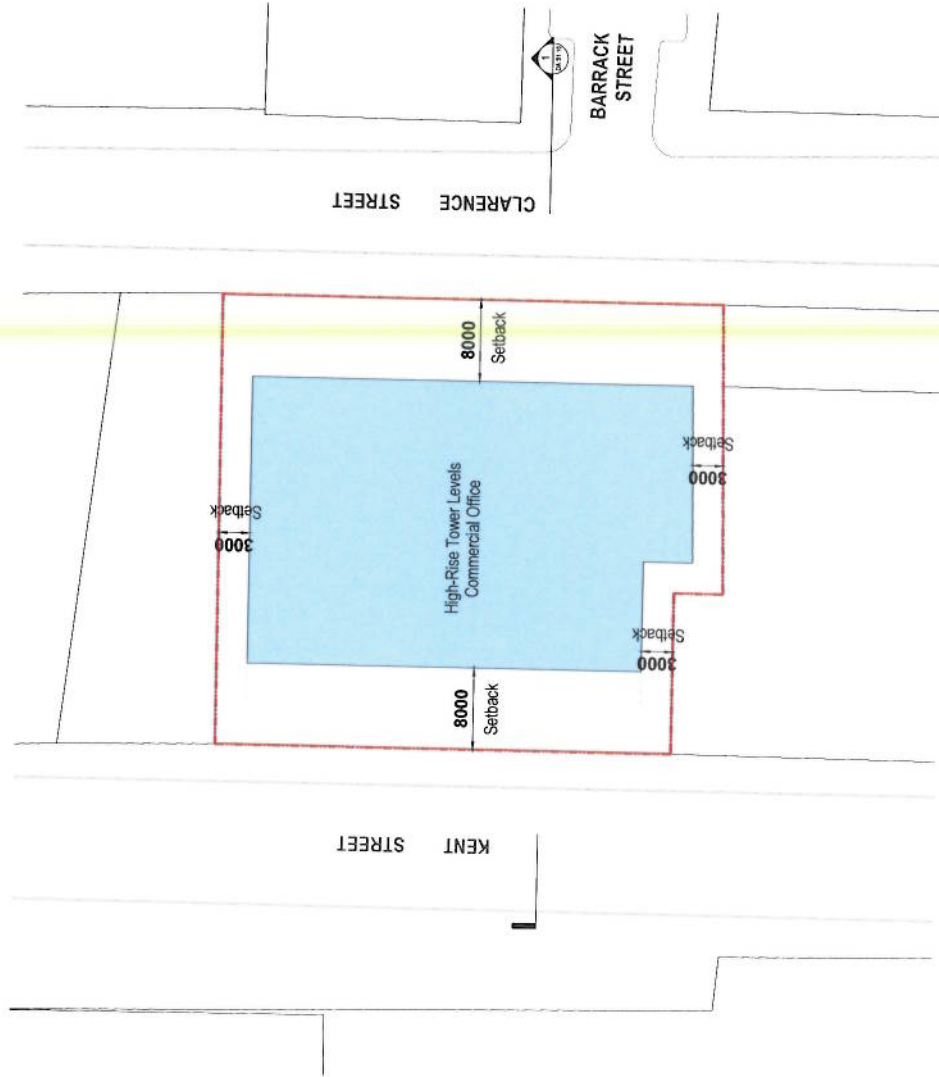 BARRACK
STREET
1
CLARENCE STREET
8000
Setback
Setback
3000
Setback
3000
High-Rise Tower Levels
Commercial Office
Setback
3000
8000
Setback
KENT STREET